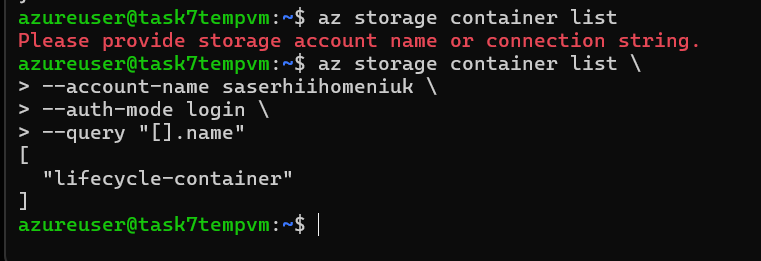 azureuser@task7tempvm:~$ az storage container list
Please provide storage account name or connection string.
azureuser@task7tempvm:~$ az storage container list \
> --account-name saserhiihomeniuk \
> --auth-mode login \
> --query "[].name"
[
  "lifecycle-container"
]
azureuser@task7tempvm:~$